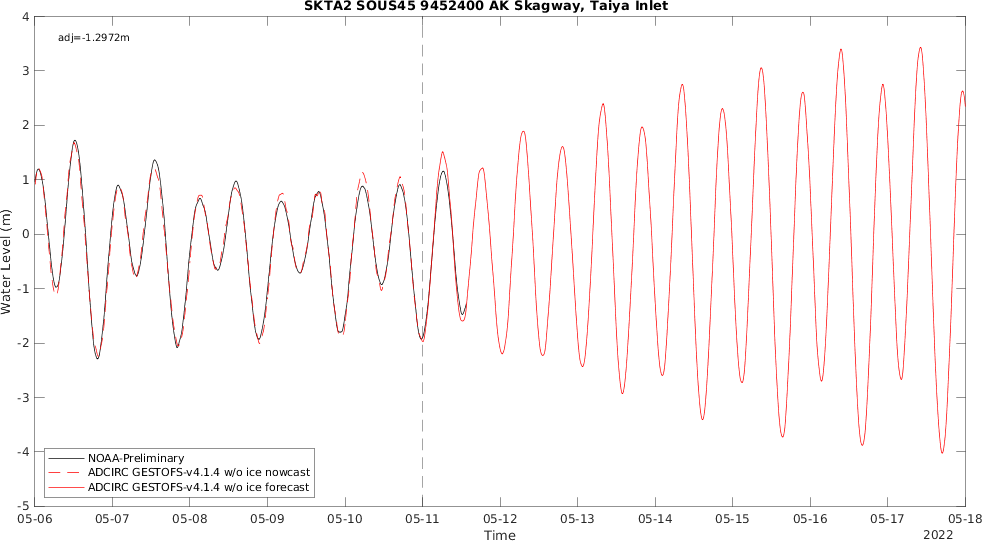 SKTA2 SOUS45 9452400 AK Skagway, Taiya Inlet
adj=-1.2972m
4
3
2
1
0
-1
-2
-3
-4
-5
Water Level (m)
NOAA-Preliminary
ADCIRC GESTOFS-v4.1.4 w/o ice nowcast
ADCIRC GESTOFS-v4.1.4 w/o ice forecast
05-06 05-07 05-08 05-09 05-10 05-11 05-12 05-13 05-14 05-15 05-16 05-17 05-18
Time
2022